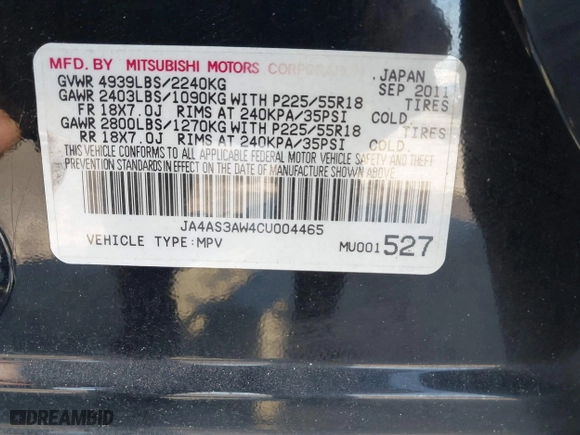 MFD. BY MITSUBISHI MOTORS CORPORATION JAPAN
GVWR 4939LBS/2240KG SEP 2011
GAWR 2403LBS/1090KG WITH P225/55R18 TIRES
FR 18X7.0J RIMS AT 240KPA/35PSI COLD
GAWR 2800LBS/1270KG WITH P225/55R18 TIRES
RR 18X7.0J RIMS AT 240KPA/35PSI COLD
THIS VEHICLE CONFORMS TO ALL APPLICABLE FEDERAL MOTOR VEHICLE SAFETY AND THEFT
PREVENTION STANDARDS IN EFFECT ON THE DATE OF MANUFACTURE SHOWN ABOVE.
JA4AS3AW4CU004465
VEHICLE TYPE:MPV MU001 527
DREAMBID